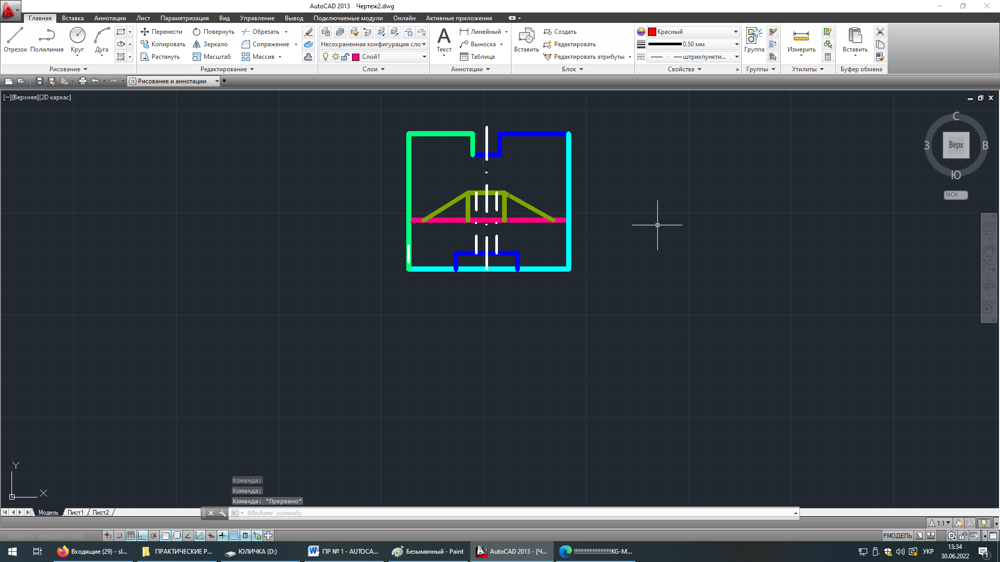 AutoCAD 2013 Чертеж2.dwg
Главная Вставка Аннотации Лист Параметризация Вид Управление Вывод Подключаемые модули Онлайн Активные приложения
Отрезок Полилиния Круг Дуга
Перенести Повернуть Обрезать
Копировать Зеркало Сопряжение
Растянуть Масштаб Массив
Несохраненная конфигурация сло
Слой1
Текст
Линейный
Выноска
Таблица
Вставить
Создать
Редактировать
Редактировать атрибуты
Красный
0.50 мм
штрихпункти...
Группа
Измерить
Вставить
Рисование Редактирование Слои Аннотации Блок Свойства Группы Утилиты Буфер обмена
Рисование и аннотации
[−][Верхняя][2D каркас]
С
З Верх В
Ю
МСК
Y
X
Команда:
Команда:
Команда: *Прервано*
Модель Лист1 Лист2
Введите команду
1:1
1634.0719, 1494.0200, 0.0000
РМОДЕЛЬ
Входящие (29) - sl...
ПРАКТИЧЕСКИЕ Р...
ЮЛИЧКА (D:)
ПР № 1 - AUTOCA...
Безымянный - Paint
AutoCAD 2013 - [Ч...
УКР
13:34
30.06.2022
1